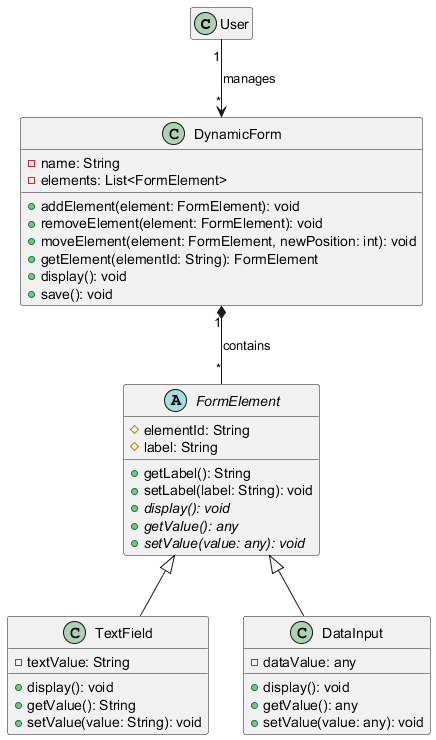 C User
1
manages
*
C DynamicForm
name: String
elements: List<FormElement>
addElement(element: FormElement): void
removeElement(element: FormElement): void
moveElement(element: FormElement, newPosition: int): void
getElement(elementId: String): FormElement
display(): void
save(): void
1
contains
*
A FormElement
elementId: String
label: String
getLabel(): String
setLabel(label: String): void
display(): void
getValue(): any
setValue(value: any): void
C TextField
textValue: String
display(): void
getValue(): String
setValue(value: String): void
C DataInput
dataValue: any
display(): void
getValue(): any
setValue(value: any): void